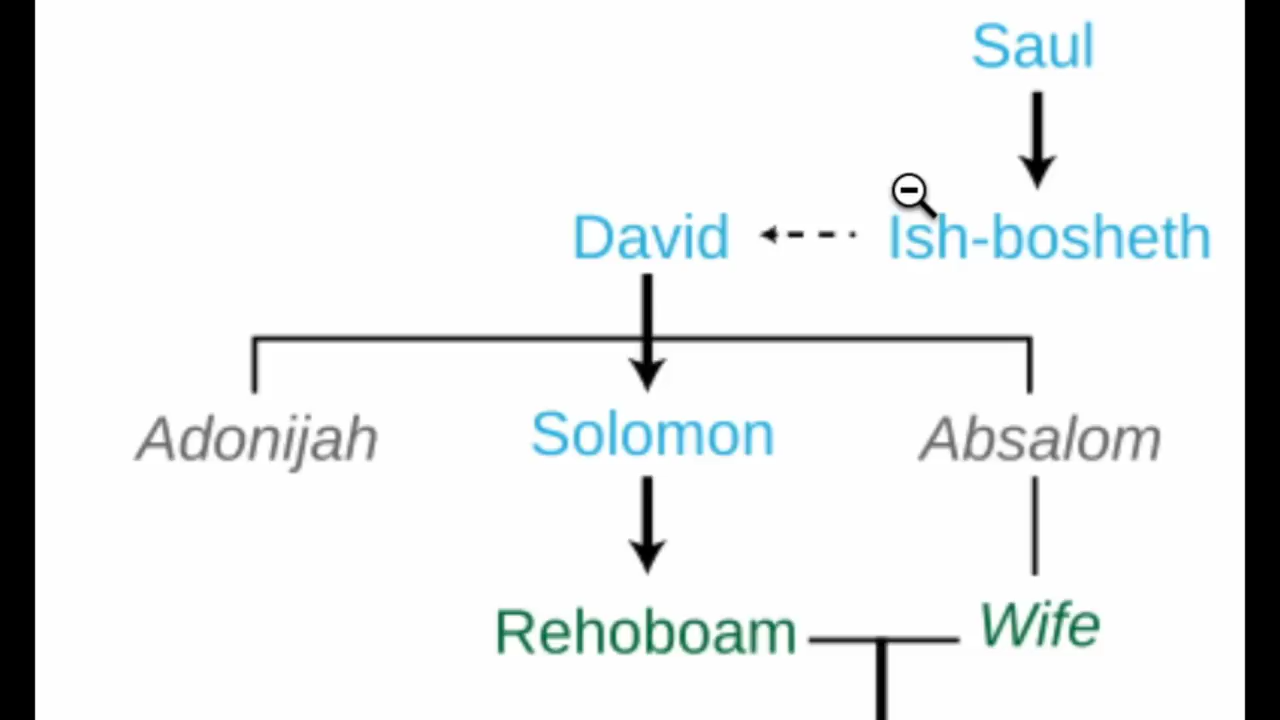 Saul
David
Ish-bosheth
Adonijah
Solomon
Absalom
Rehoboam
Wife